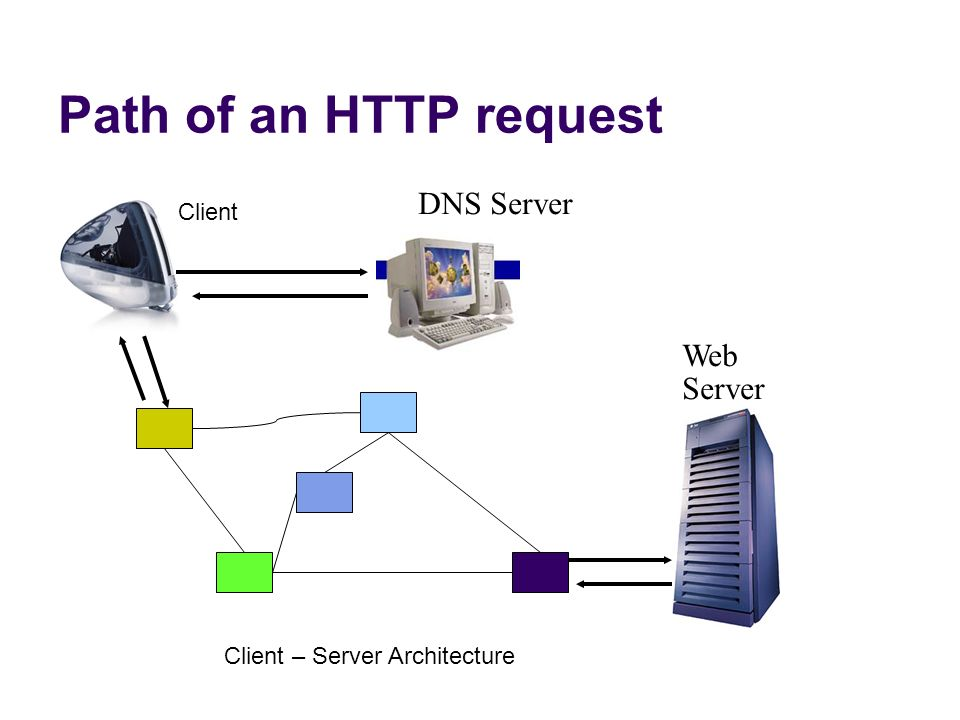 Path of an HTTP request
Client
DNS Server
Web
Server
Client – Server Architecture